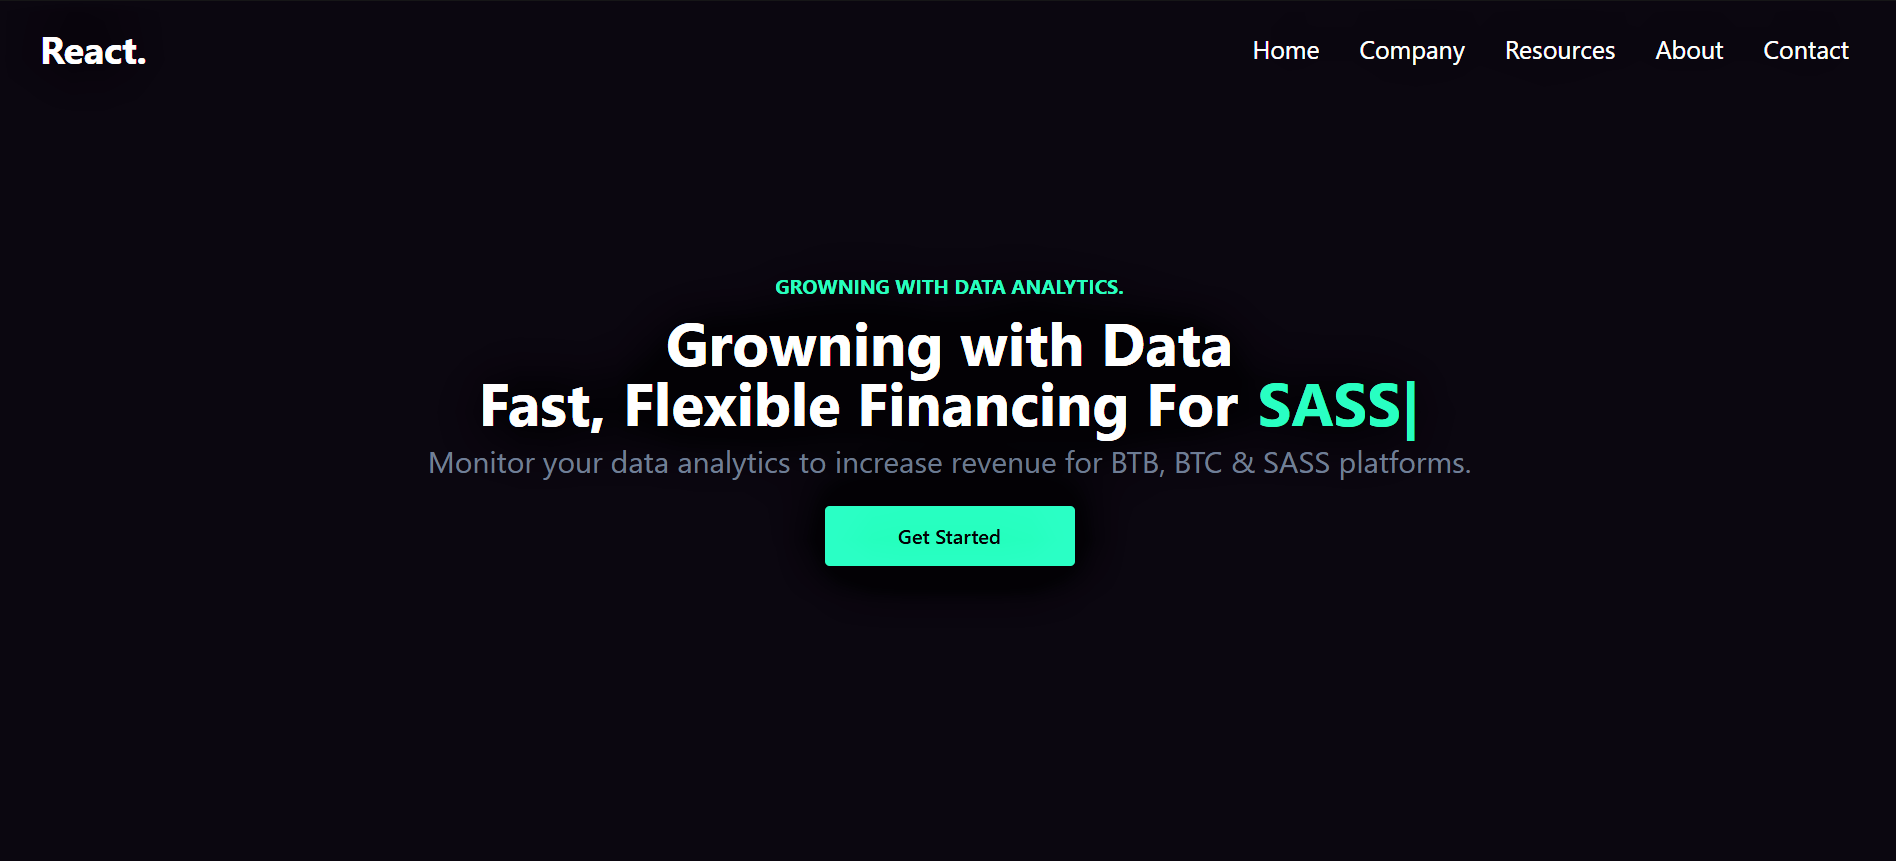 React.
Home Company Resources About Contact
GROWNING WITH DATA ANALYTICS.
Growning with Data
Fast, Flexible Financing For SASS|
Monitor your data analytics to increase revenue for BTB, BTC & SASS platforms.
Get Started